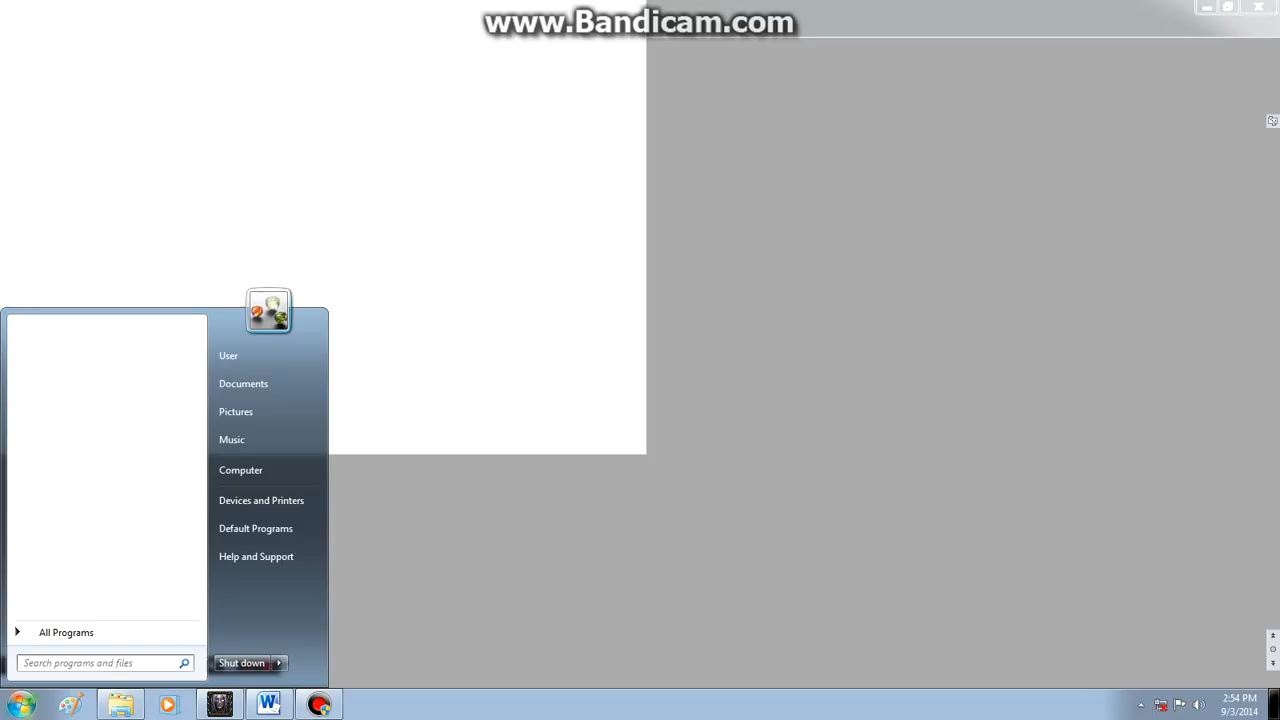 www.Bandicam.com
User
Documents
Pictures
Music
Computer
Devices and Printers
Default Programs
Help and Support
All Programs
Search programs and files
Shut down
W
2:54 PM
9/3/2014